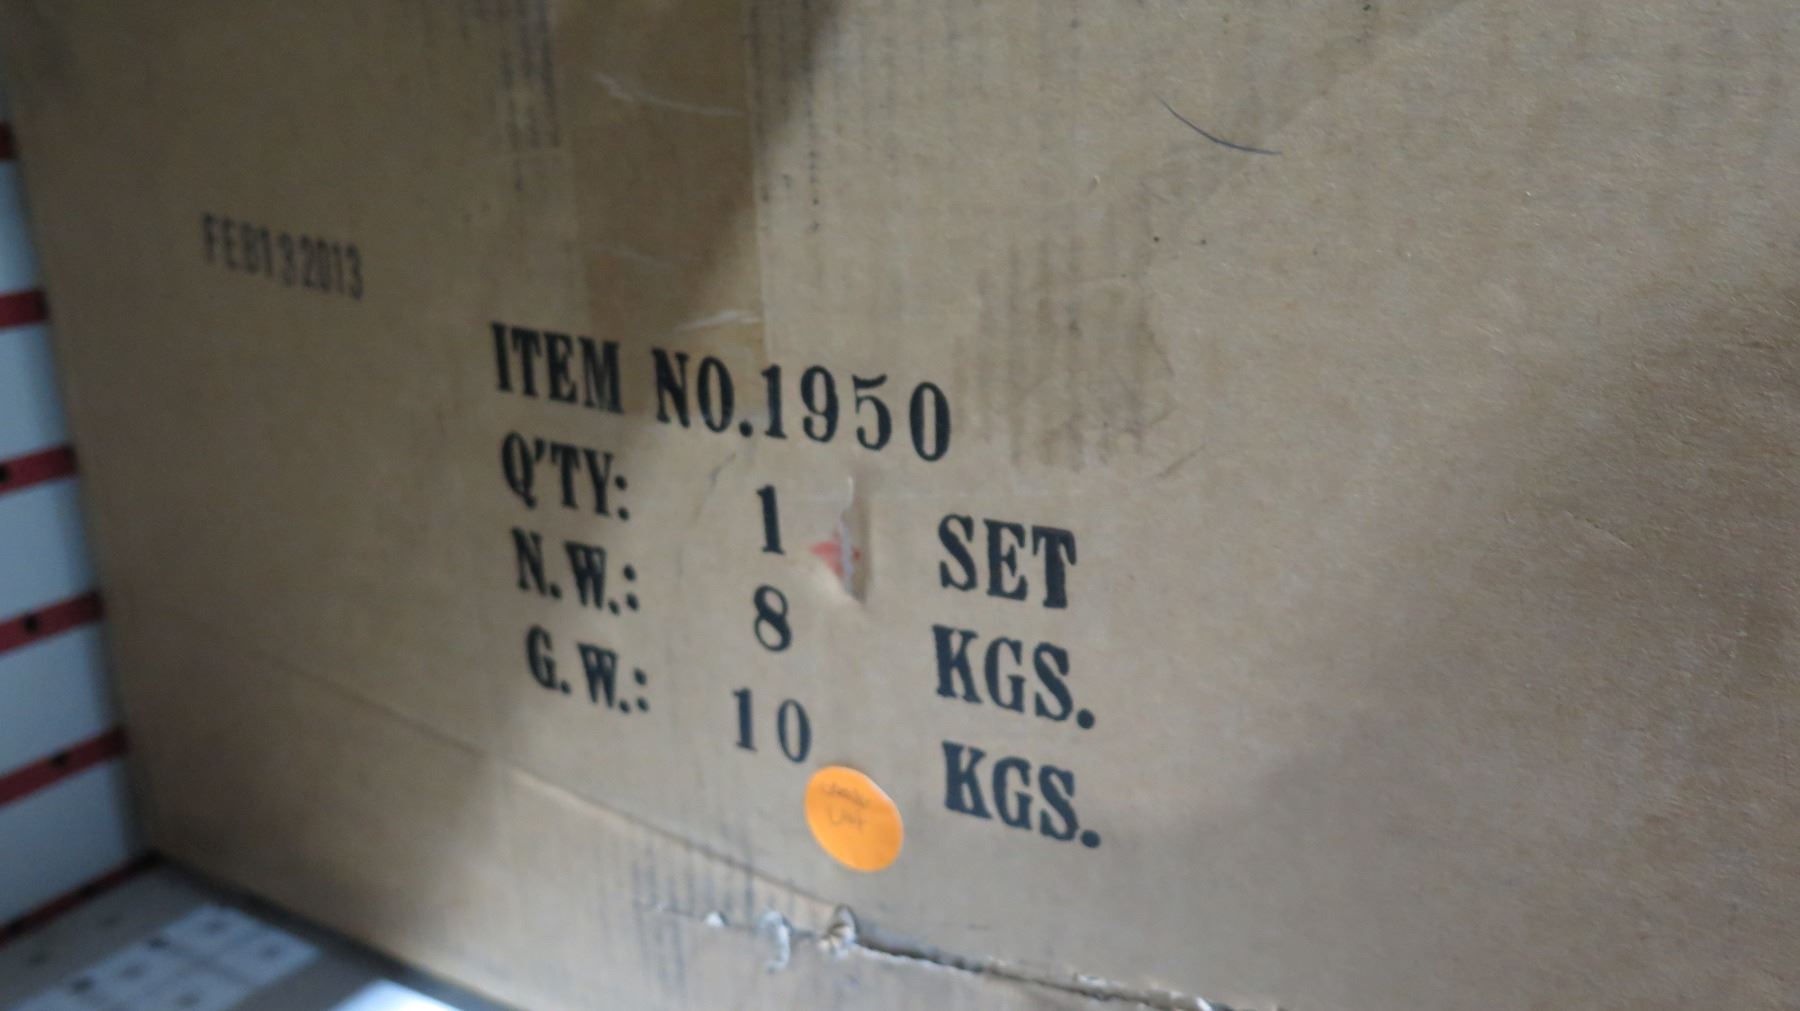 FEB132013
ITEM NO.1950
Q'TY: 1 SET
N.W.: 8 KGS.
G.W.: 10 KGS.